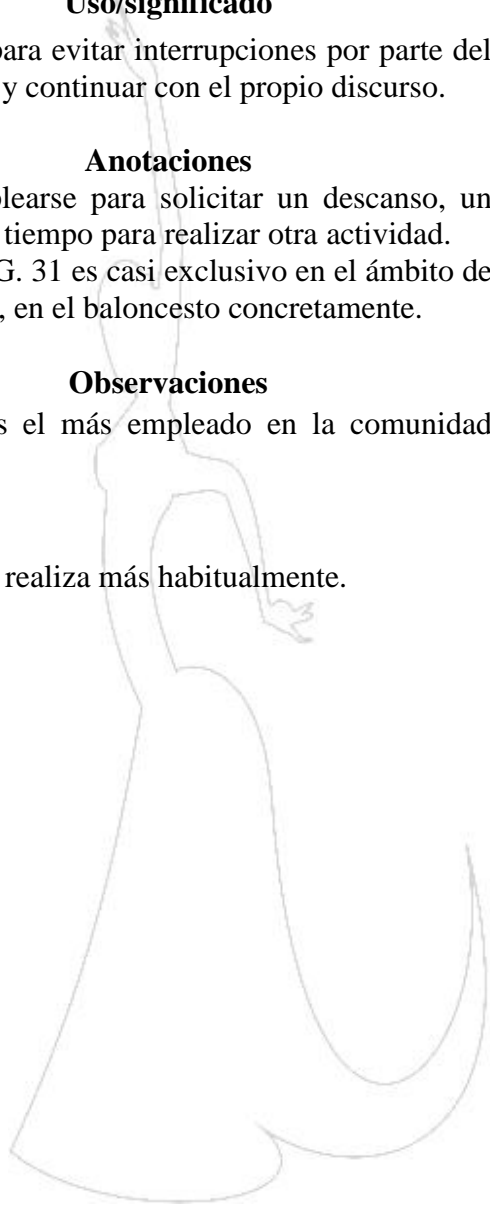 Uso/significado
para evitar interrupciones por parte del
y continuar con el propio discurso.
Anotaciones
learse para solicitar un descanso, un
tiempo para realizar otra actividad.
G. 31 es casi exclusivo en el ámbito de
, en el baloncesto concretamente.
Observaciones
s el más empleado en la comunidad
realiza más habitualmente.